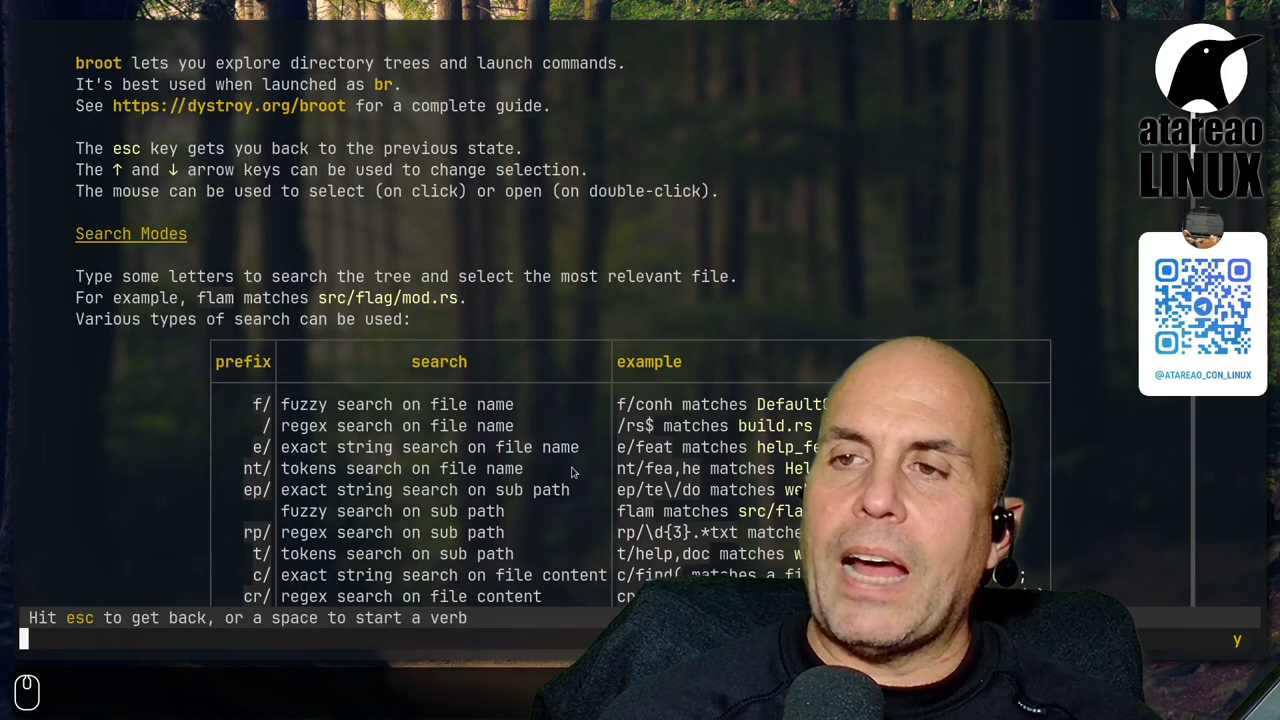 broot lets you explore directory trees and launch commands.
It's best used when launched as br.
See https://dystroy.org/broot for a complete guide.
The esc key gets you back to the previous state.
The ↑ and ↓ arrow keys can be used to change selection.
The mouse can be used to select (on click) or open (on double-click).
Search Modes
Type some letters to search the tree and select the most relevant file.
For example, flam matches src/flag/mod.rs.
Various types of search can be used:
prefix search example
f/ fuzzy search on file name f/conh matches
/ regex search on file name /rs$ matches build.rs
e/ exact string search on file name e/feat matches
nt/ tokens search on file name nt/fea,he matches
ep/ exact string search on sub path ep/te\/do matches
fuzzy search on sub path flam matches
rp/ regex search on sub path rp/\d{3}.*txt
t/ tokens search on sub path t/help,doc matches
c/ exact string search on file content c/find( matches a
cr/ regex search on file content
Hit esc to get back, or a space to start a verb
y
atareao
LINUX
@ATAREAO_CON_LINUX